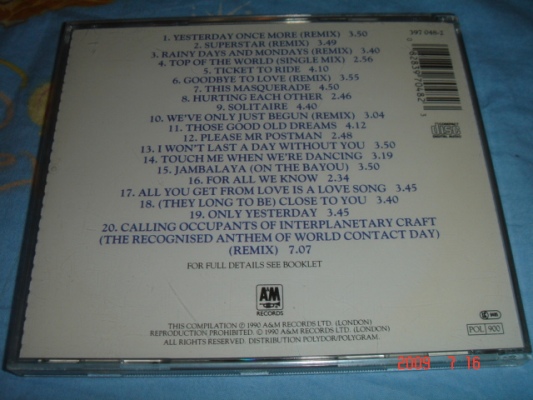 397 048-2
1. YESTERDAY ONCE MORE (REMIX) 3.50
2. SUPERSTAR (REMIX) 3.49
3. RAINY DAYS AND MONDAYS (REMIX) 3.40
4. TOP OF THE WORLD (SINGLE MIX) 2.56
5. TICKET TO RIDE 4.10
6. GOODBYE TO LOVE (REMIX) 3.55
7. THIS MASQUERADE 4.50
8. HURTING EACH OTHER 2.46
9. SOLITAIRE 4.40
10. WE'VE ONLY JUST BEGUN (REMIX) 3.04
11. THOSE GOOD OLD DREAMS 4.12
12. PLEASE MR POSTMAN 2.48
13. I WON'T LAST A DAY WITHOUT YOU 3.50
14. TOUCH ME WHEN WE'RE DANCING 3.19
15. JAMBALAYA (ON THE BAYOU) 3.50
16. FOR ALL WE KNOW 2.34
17. ALL YOU GET FROM LOVE IS A LOVE SONG 3.45
18. (THEY LONG TO BE) CLOSE TO YOU 3.40
19. ONLY YESTERDAY 3.45
20. CALLING OCCUPANTS OF INTERPLANETARY CRAFT
(THE RECOGNISED ANTHEM OF WORLD CONTACT DAY)
(REMIX) 7.07
FOR FULL DETAILS SEE BOOKLET
A&M
RECORDS
THIS COMPILATION Ⓟ 1990 A&M RECORDS LTD. (LONDON)
REPRODUCTION PROHIBITED. © 1990 A&M RECORDS LTD. (LONDON)
ALL RIGHTS RESERVED. DISTRIBUTION POLYDOR/POLYGRAM.
POL 900
2009 7 16